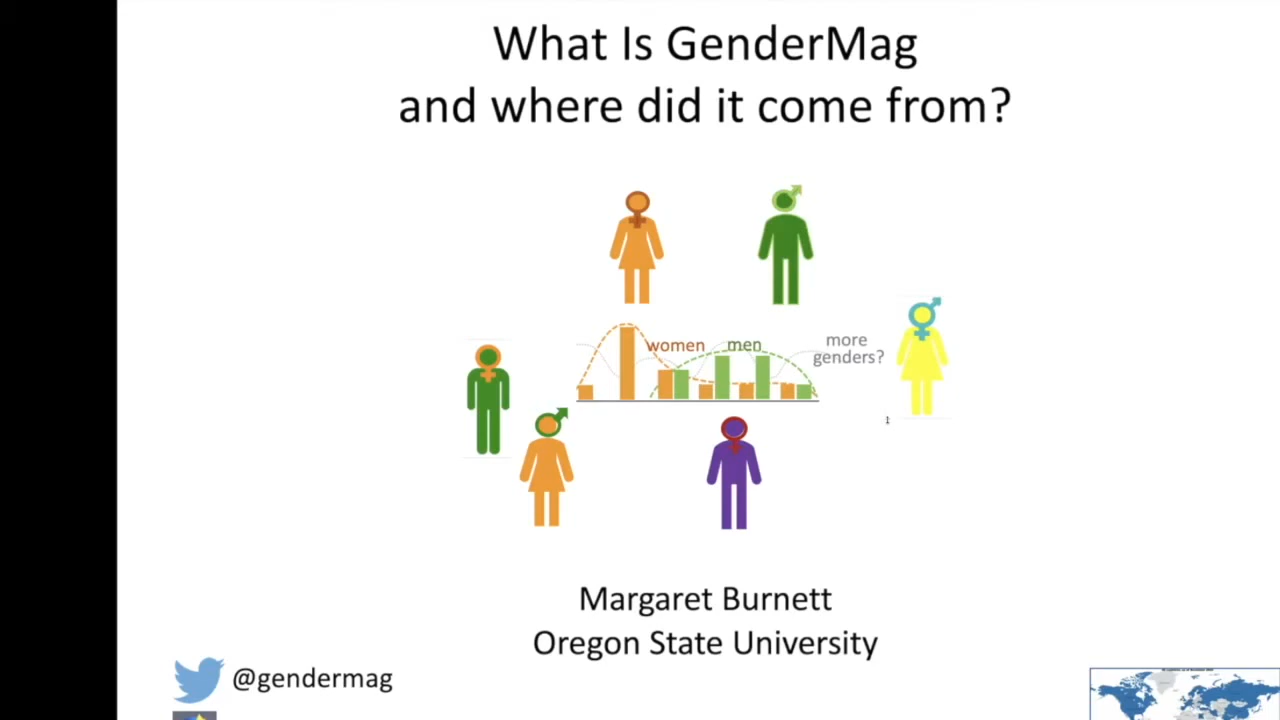 What Is GenderMag
and where did it come from?
women
men
more
genders?
Margaret Burnett
Oregon State University
@gendermag